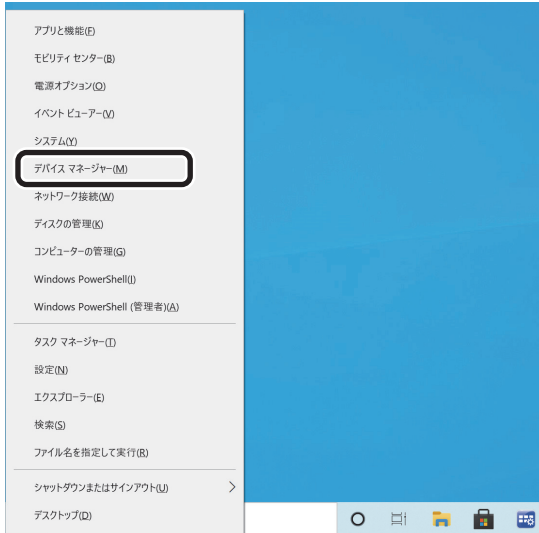 アプリと機能(F)
モビリティ センター(B)
電源オプション(O)
イベント ビューアー(V)
システム(Y)
デバイス マネージャー(M)
ネットワーク接続(W)
ディスクの管理(K)
コンピューターの管理(G)
Windows PowerShell(I)
Windows PowerShell (管理者)(A)
タスク マネージャー(T)
設定(N)
エクスプローラー(E)
検索(S)
ファイル名を指定して実行(R)
シャットダウンまたはサインアウト(U)
デスクトップ(D)